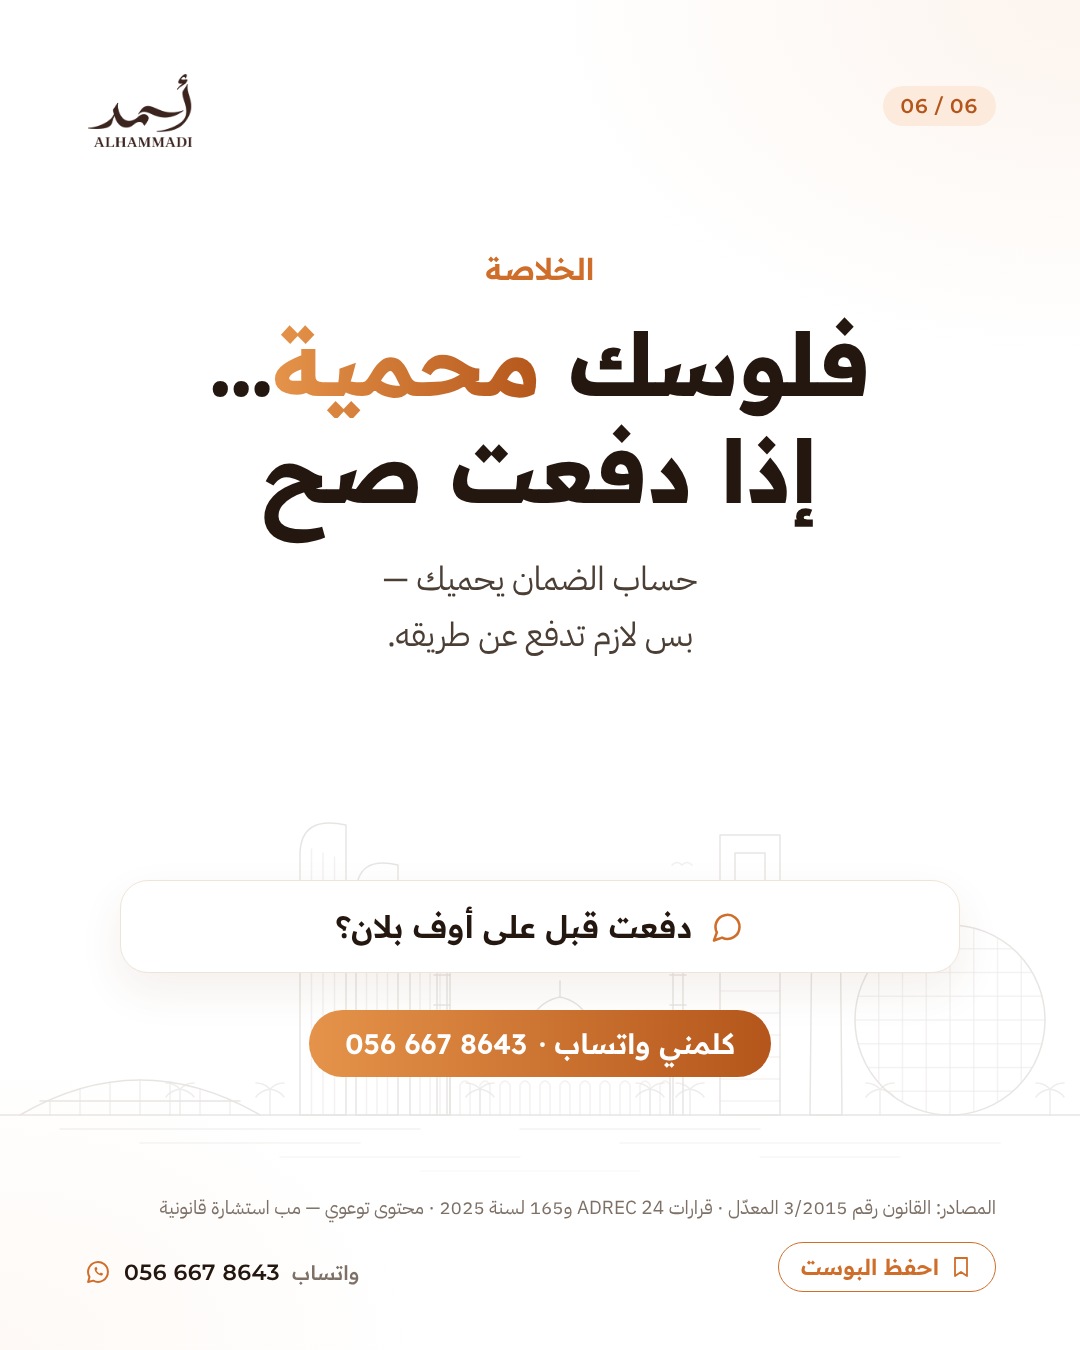 أحمد
ALHAMMADI
06 / 06
الخلاصة
فلوسك محمية...
إذا دفعت صح
حساب الضمان يحميك —
بس لازم تدفع عن طريقه.
دفعت قبل على أوف بلان؟
كلمني واتساب · 056 667 8643
المصادر: القانون رقم 3/2015 المعدّل · قرارات ADREC 24 و165 لسنة 2025 · محتوى توعوي — مب استشارة قانونية
احفظ البوست
واتساب 056 667 8643